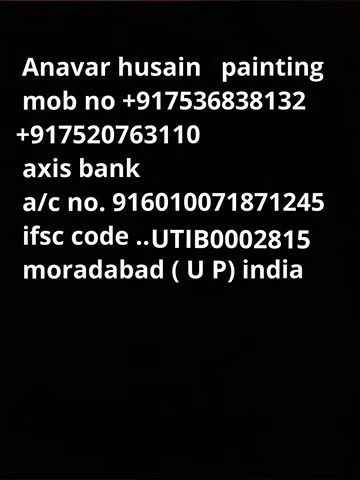 Anavar husain painting
mob no +917536838132
+917520763110
axis bank
a/c no. 916010071871245
ifsc code ..UTIB0002815
moradabad ( U P) india